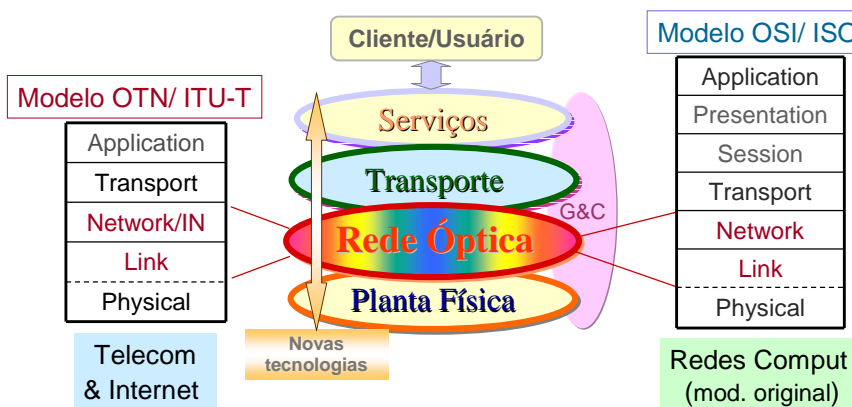 Cliente/Usuário
Modelo OTN/ ITU-T
Application
Transport
Network/IN
Link
Physical
Telecom
& Internet
Serviços
Transporte
Rede Óptica
Planta Física
G&C
Novas
tecnologias
Modelo OSI/ ISO
Application
Presentation
Session
Transport
Network
Link
Physical
Redes Comput
(mod. original)